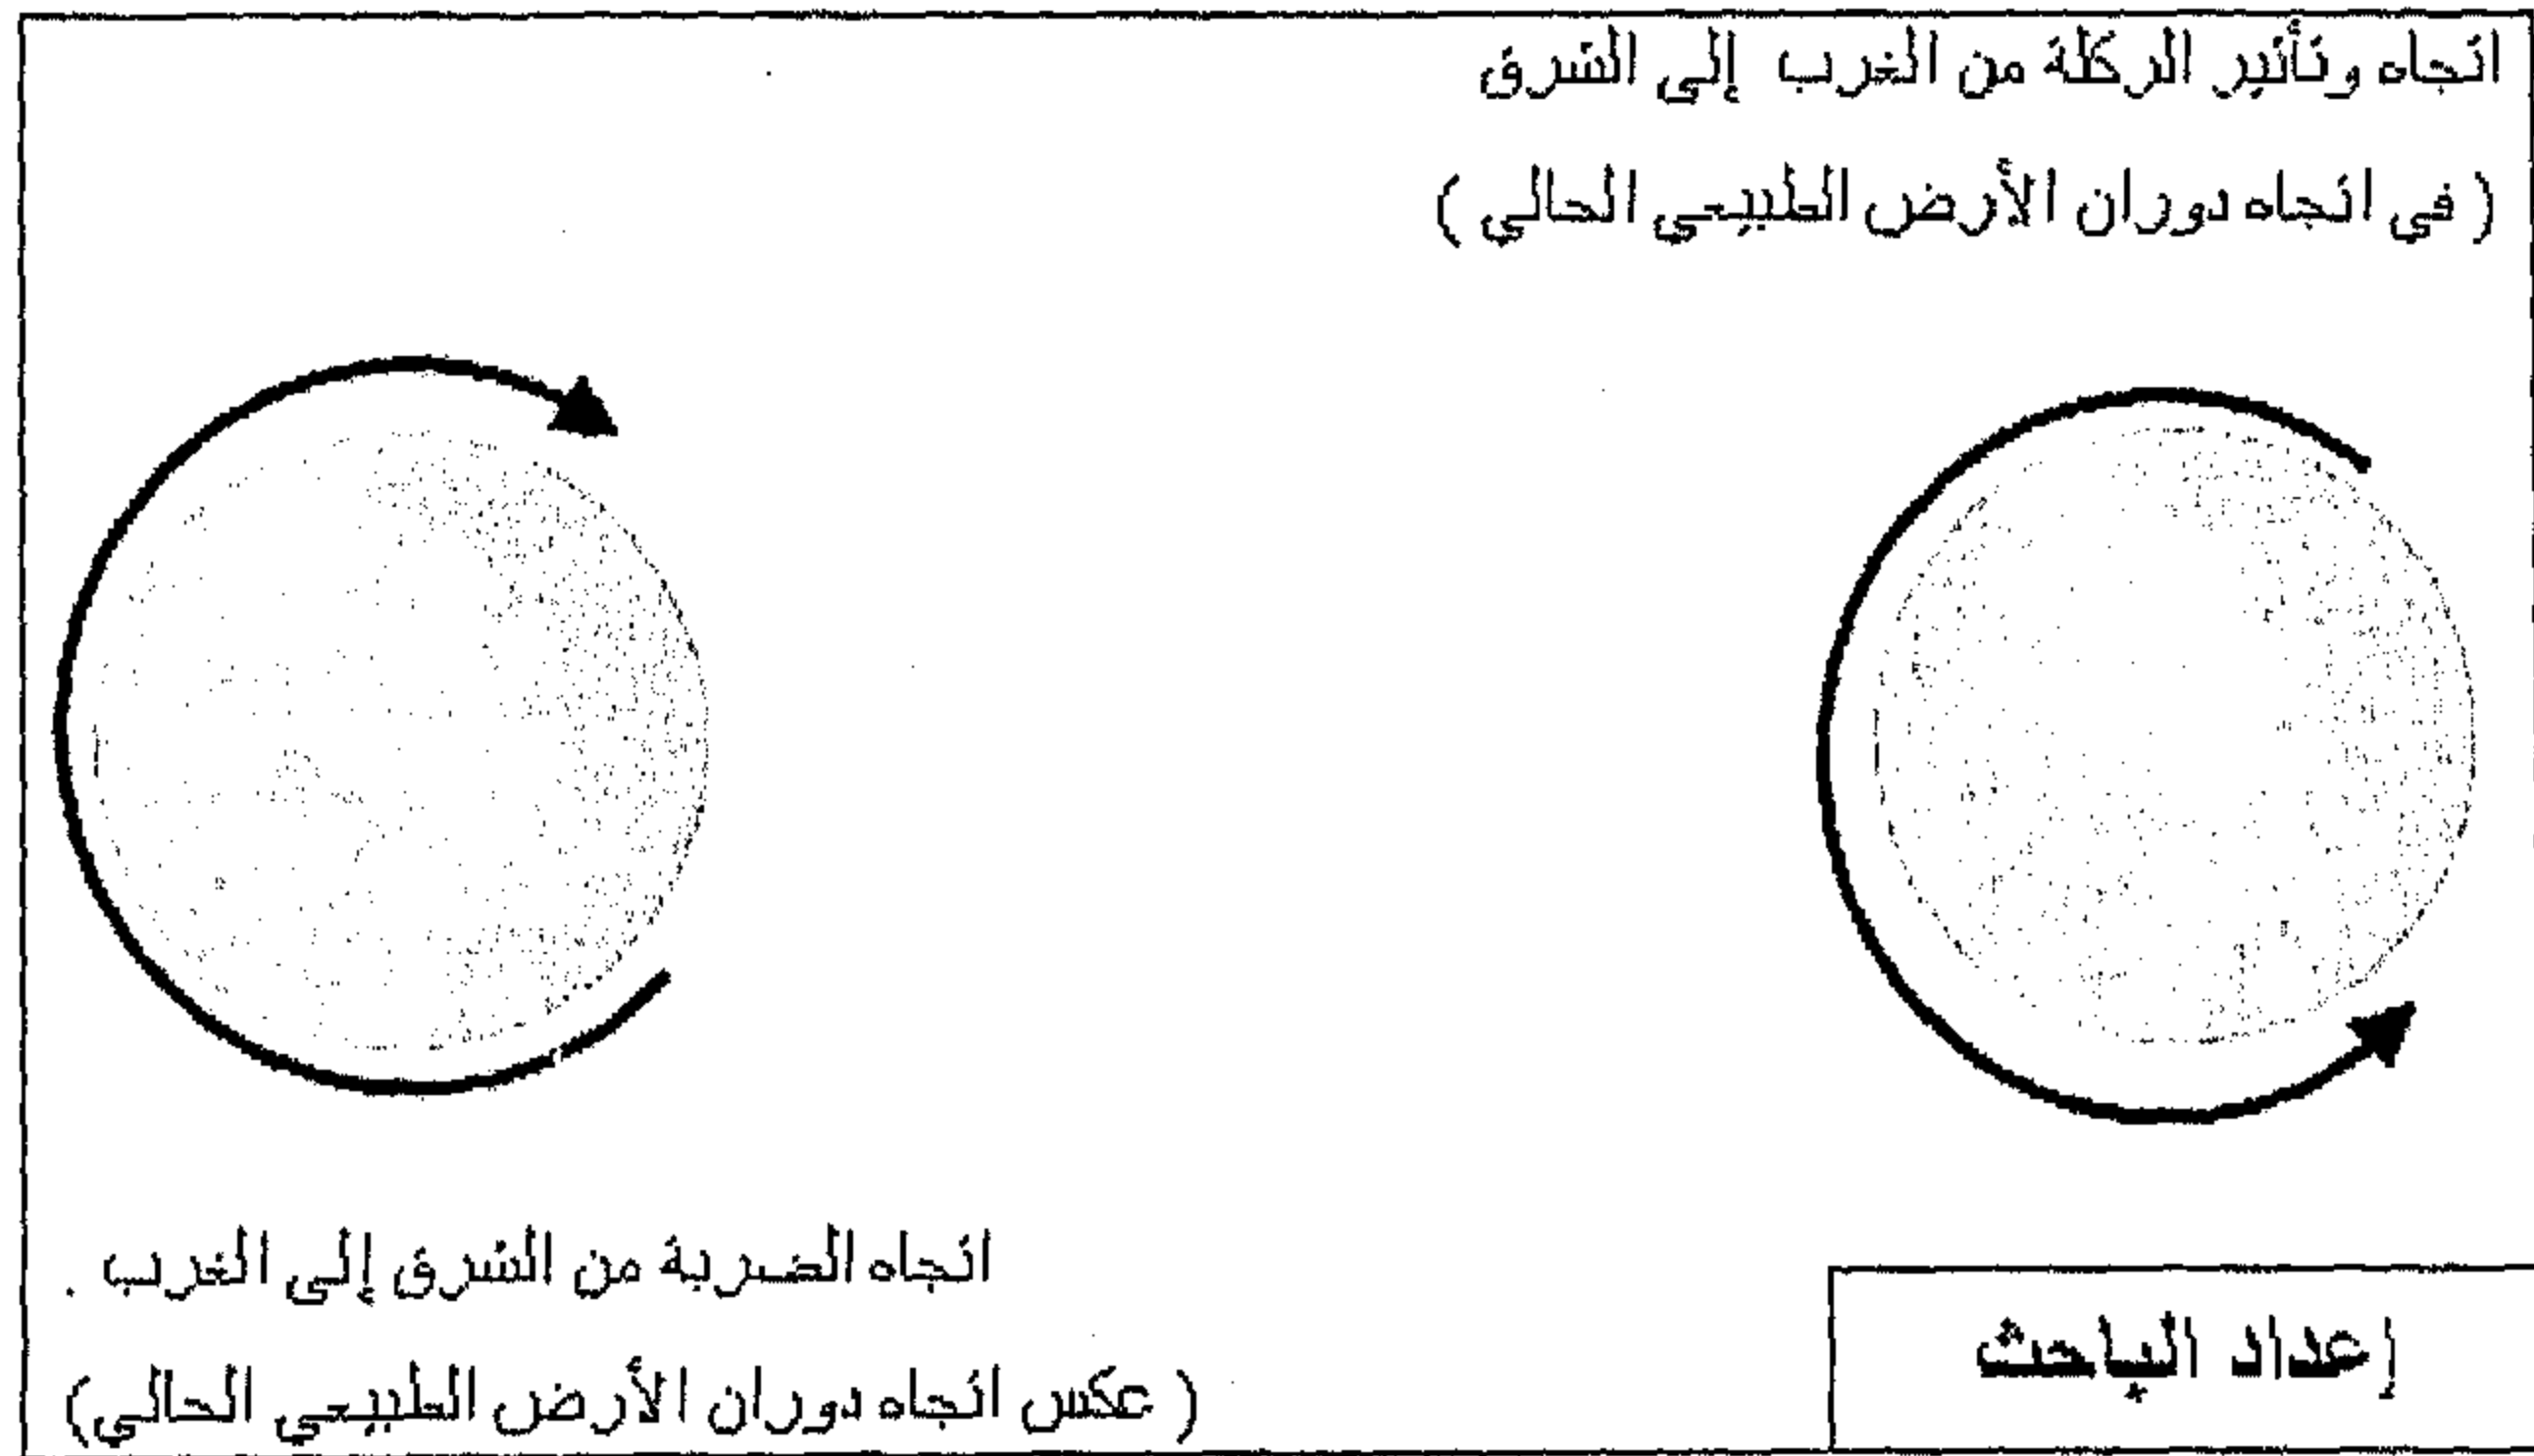 اتجاه وتأثير الركلة من الغرب إلى الشرق
( في اتجاه دوران الأرض الطبيعي الحالي )
اتجاه الضربة من الشرق إلى الغرب .
( عكس اتجاه دوران الأرض الطبيعي الحالي)
إعداد الباحث